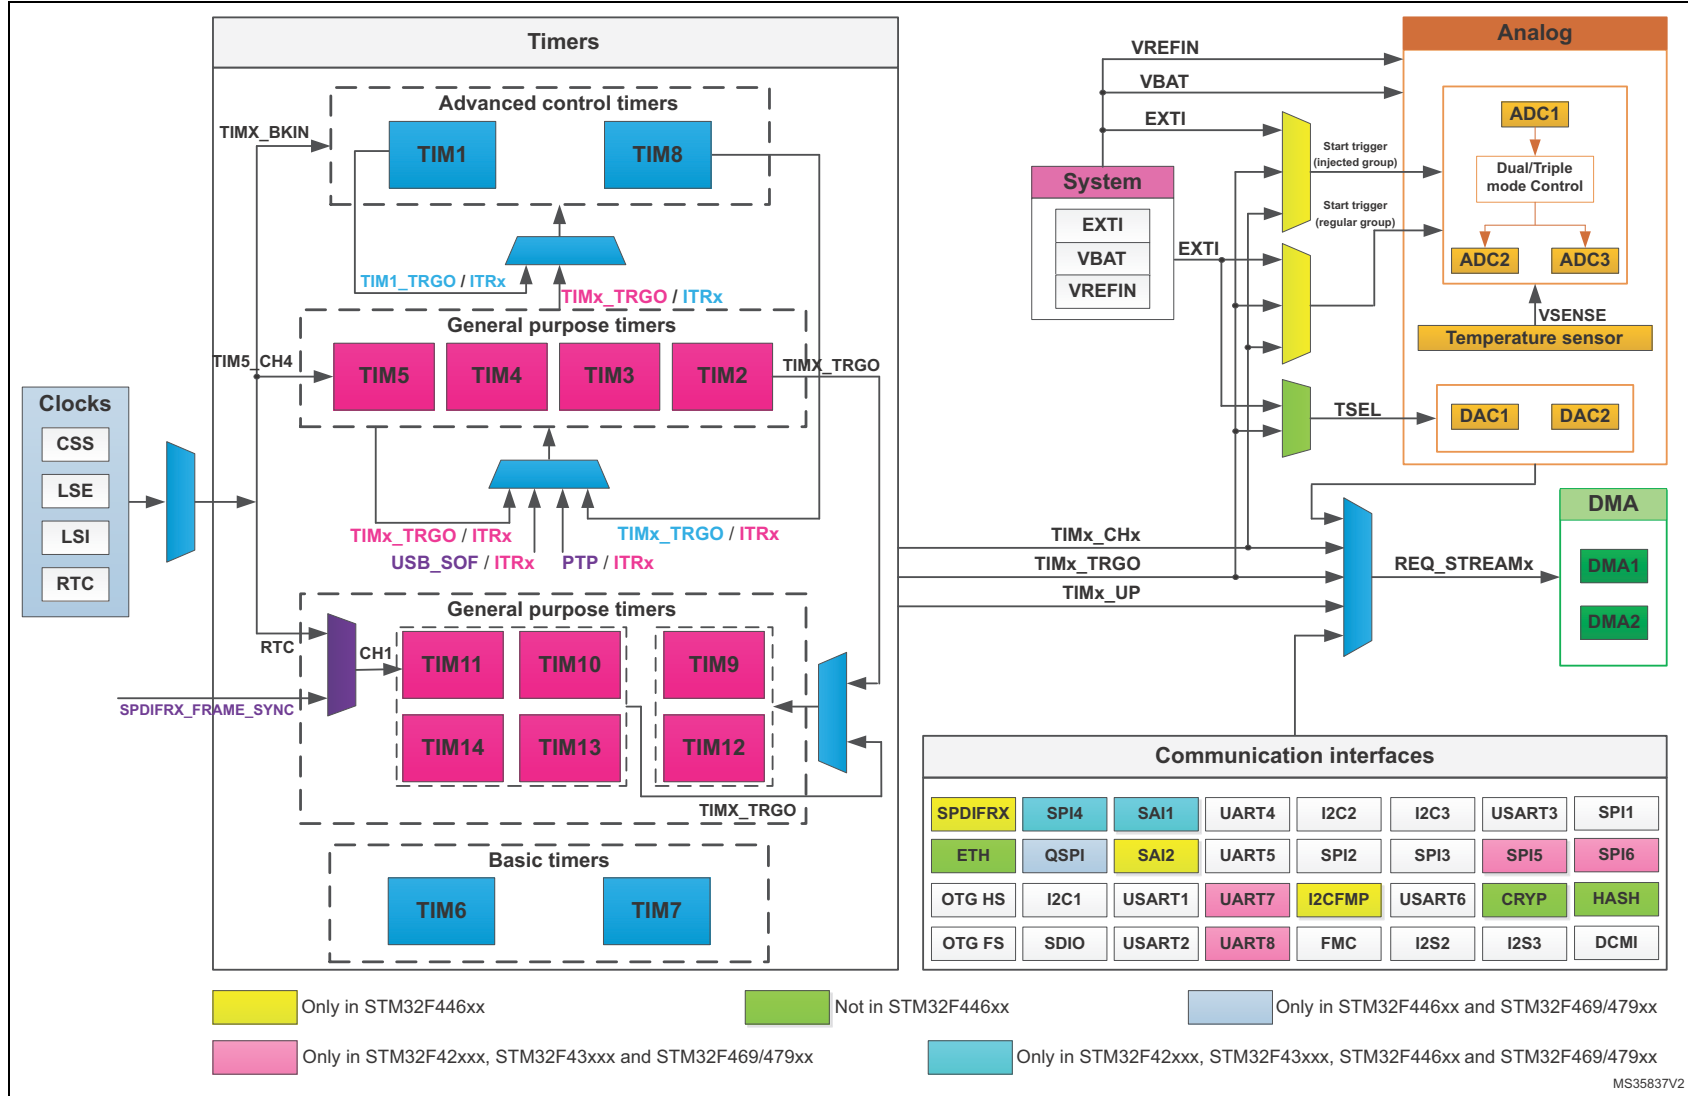 Timers
Advanced control timers
TIMX_BKIN
TIM1
TIM8
TIM1_TRGO / ITRx
TIMx_TRGO / ITRx
General purpose timers
TIM5_CH4
TIM5
TIM4
TIM3
TIM2
TIMX_TRGO
TIMx_TRGO / ITRx
TIMx_TRGO / ITRx
USB_SOF / ITRx
PTP / ITRx
Clocks
CSS
LSE
LSI
RTC
General purpose timers
RTC
CH1
SPDIFRX_FRAME_SYNC
TIM11
TIM10
TIM9
TIM14
TIM13
TIM12
TIMX_TRGO
Basic timers
TIM6
TIM7
VREFIN
VBAT
EXTI
System
EXTI
VBAT
VREFIN
EXTI
Start trigger
(injected group)
Start trigger
(regular group)
TSEL
Analog
ADC1
Dual/Triple
mode Control
ADC2
ADC3
VSENSE
Temperature sensor
DAC1
DAC2
TIMx_CHx
TIMx_TRGO
TIMx_UP
REQ_STREAMx
DMA
DMA1
DMA2
Communication interfaces
SPDIFRX SPI4 SAI1 UART4 I2C2 I2C3 USART3 SPI1
ETH QSPI SAI2 UART5 SPI2 SPI3 SPI5 SPI6
OTG HS I2C1 USART1 UART7 I2CFMP USART6 CRYP HASH
OTG FS SDIO USART2 UART8 FMC I2S2 I2S3 DCMI
Only in STM32F446xx
Not in STM32F446xx
Only in STM32F446xx and STM32F469/479xx
Only in STM32F42xxx, STM32F43xxx and STM32F469/479xx
Only in STM32F42xxx, STM32F43xxx, STM32F446xx and STM32F469/479xx
MS35837V2